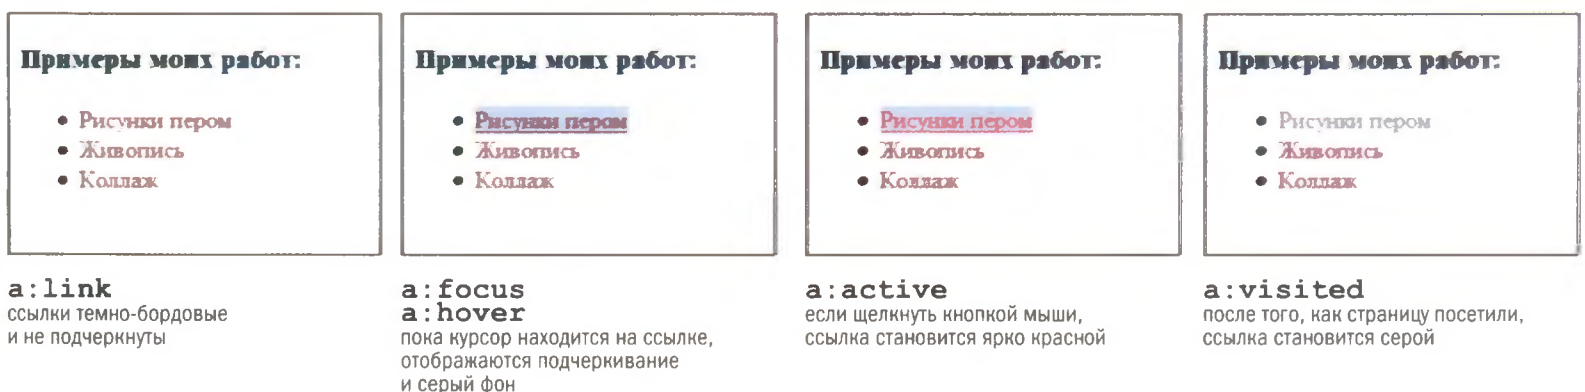 Примеры моих работ:
• Рисунки пером
• Живопись
• Коллаж
a:link
ссылки темно-бордовые
и не подчеркнуты
Примеры моих работ:
• Рисунки пером
• Живопись
• Коллаж
a:focus
a:hover
пока курсор находится на ссылке,
отображаются подчеркивание
и серый фон
Примеры моих работ:
• Рисунки пером
• Живопись
• Коллаж
a:active
если щелкнуть кнопкой мыши,
ссылка становится ярко красной
Примеры моих работ:
• Рисунки пером
• Живопись
• Коллаж
a:visited
после того, как страницу посетили,
ссылка становится серой